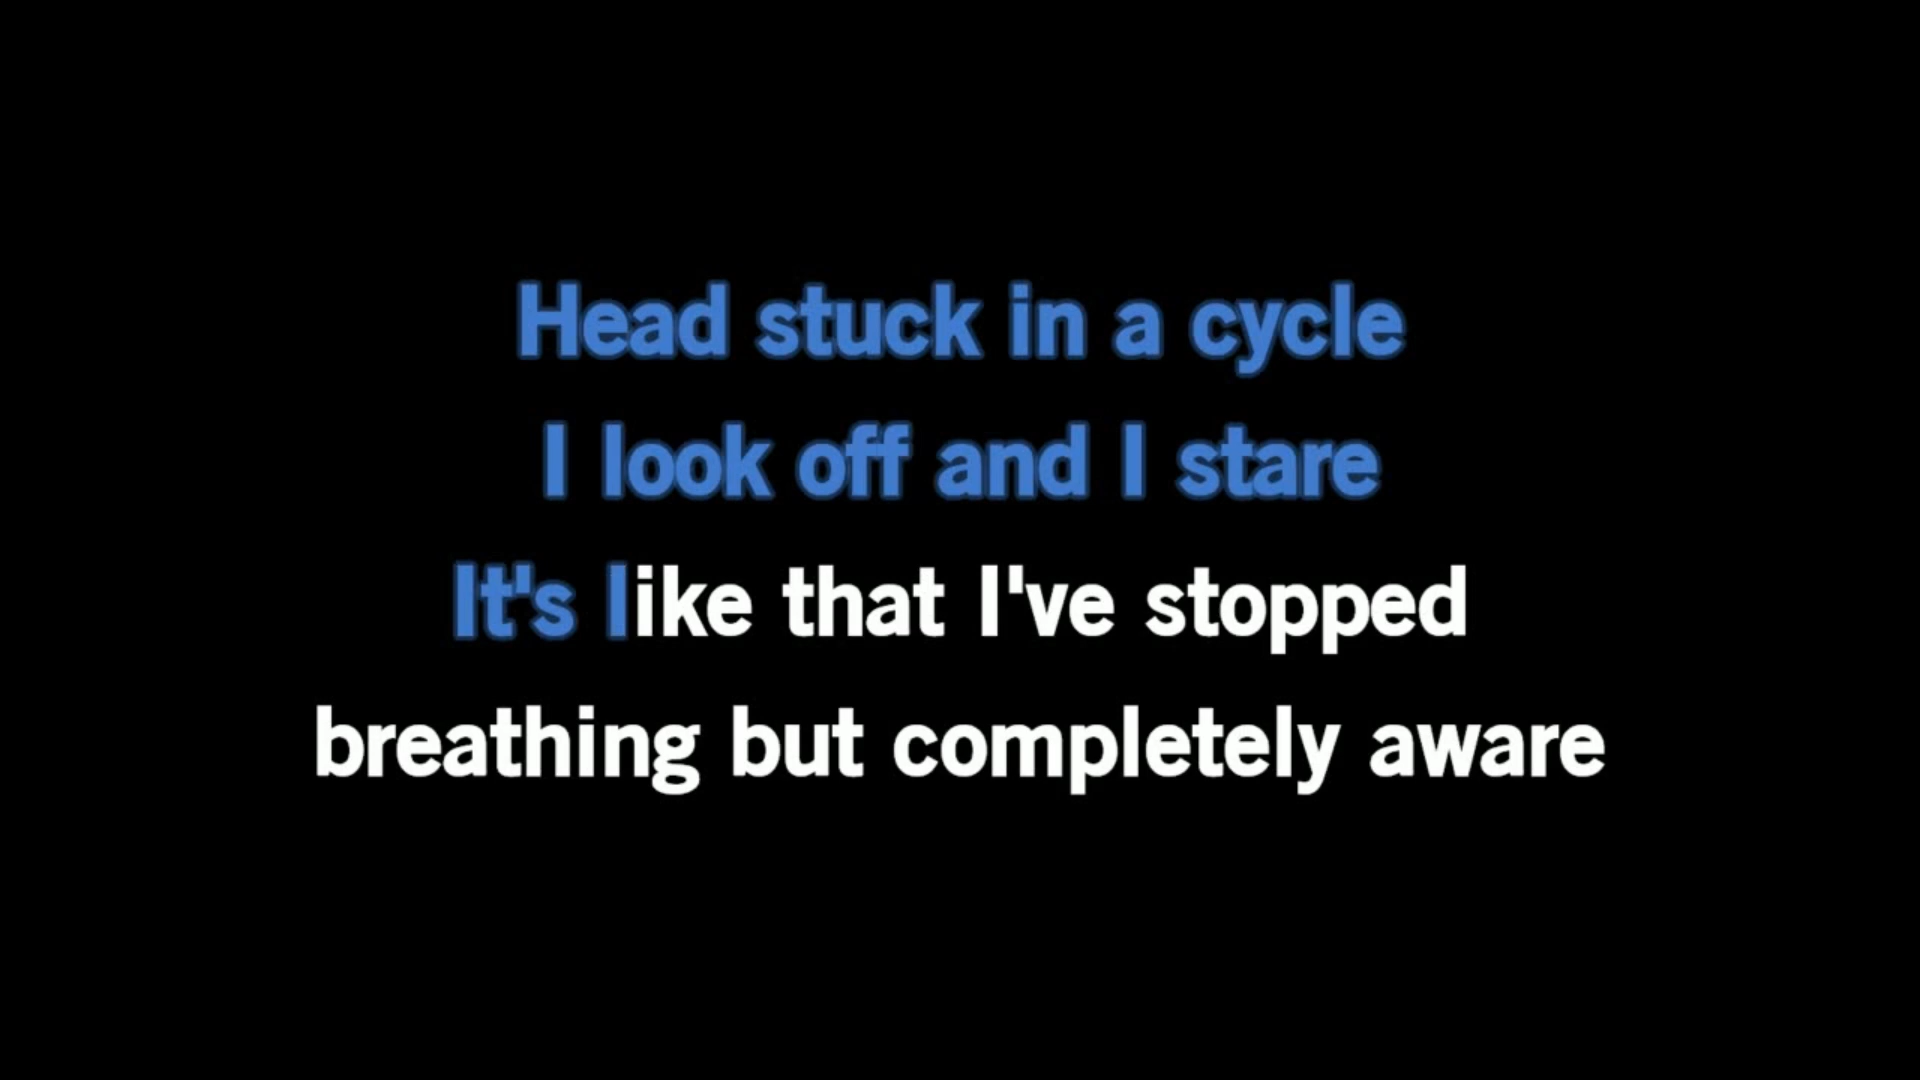 Head stuck in a cycle
I look off and I stare
It's like that I've stopped
breathing but completely aware